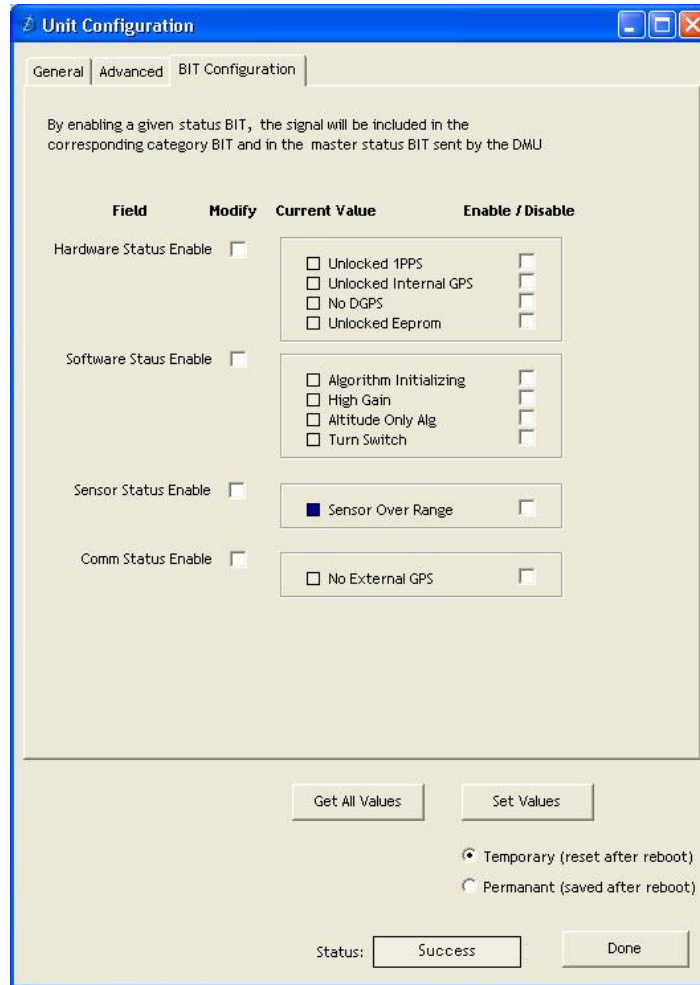 Unit Configuration
General Advanced BIT Configuration
By enabling a given status BIT, the signal will be included in the
corresponding category BIT and in the master status BIT sent by the DMU
Field Modify Current Value Enable / Disable
Hardware Status Enable
Unlocked 1PPS
Unlocked Internal GPS
No DGPS
Unlocked Eeprom
Software Staus Enable
Algorithm Initializing
High Gain
Altitude Only Alg
Turn Switch
Sensor Status Enable
Sensor Over Range
Comm Status Enable
No External GPS
Get All Values Set Values
Temporary (reset after reboot)
Permanant (saved after reboot)
Status: Success Done